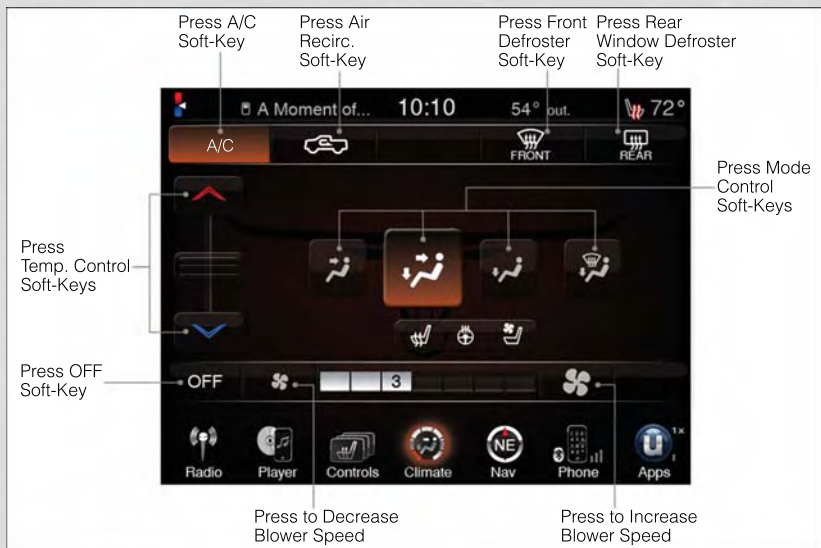 Press A/C
Soft-Key
Press Air
Recirc.
Soft-Key
Press Front
Defroster
Soft-Key
Press Rear
Window Defroster
Soft-Key
A Moment of... 10:10 54° out. 72°
A/C
FRONT
REAR
Press Mode
Control
Soft-Keys
Press
Temp. Control
Soft-Keys
Press OFF
Soft-Key
OFF 3
NE
U 1x
Radio Player Controls Climate Nav Phone Apps
Press to Decrease
Blower Speed
Press to Increase
Blower Speed